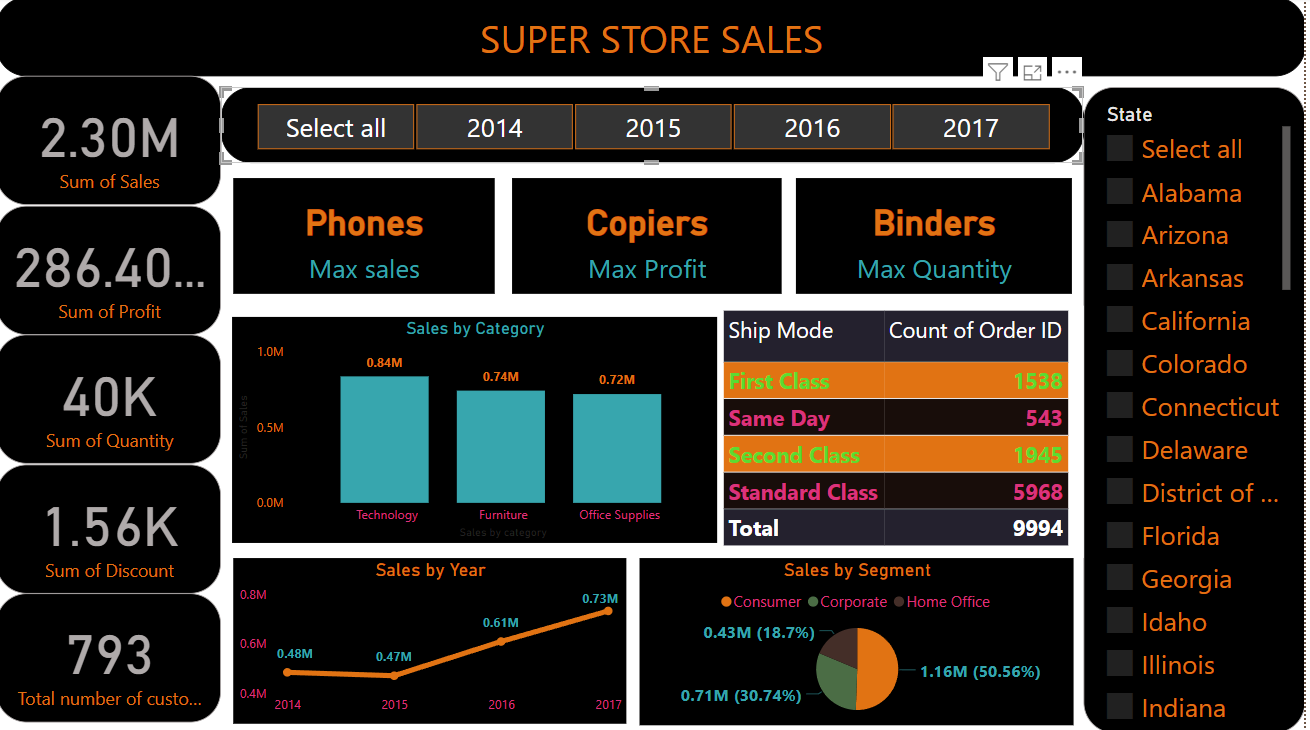 SUPER STORE SALES
2.30M
Sum of Sales
286.40...
Sum of Profit
40K
Sum of Quantity
1.56K
Sum of Discount
793
Total number of custo...
Select all 2014 2015 2016 2017
Phones
Max sales
Copiers
Max Profit
Binders
Max Quantity
Sales by Category
Sum of Sales
1.0M
0.5M
0.0M
0.84M
0.74M
0.72M
Technology Furniture Office Supplies
Sales by category
Ship Mode Count of Order ID
First Class 1538
Same Day 543
Second Class 1945
Standard Class 5968
Total 9994
Sales by Year
0.8M
0.6M
0.4M
0.48M
0.47M
0.61M
0.73M
2014 2015 2016 2017
Sales by Segment
Consumer Corporate Home Office
0.43M (18.7%)
1.16M (50.56%)
0.71M (30.74%)
State
Select all
Alabama
Arizona
Arkansas
California
Colorado
Connecticut
Delaware
District of ...
Florida
Georgia
Idaho
Illinois
Indiana